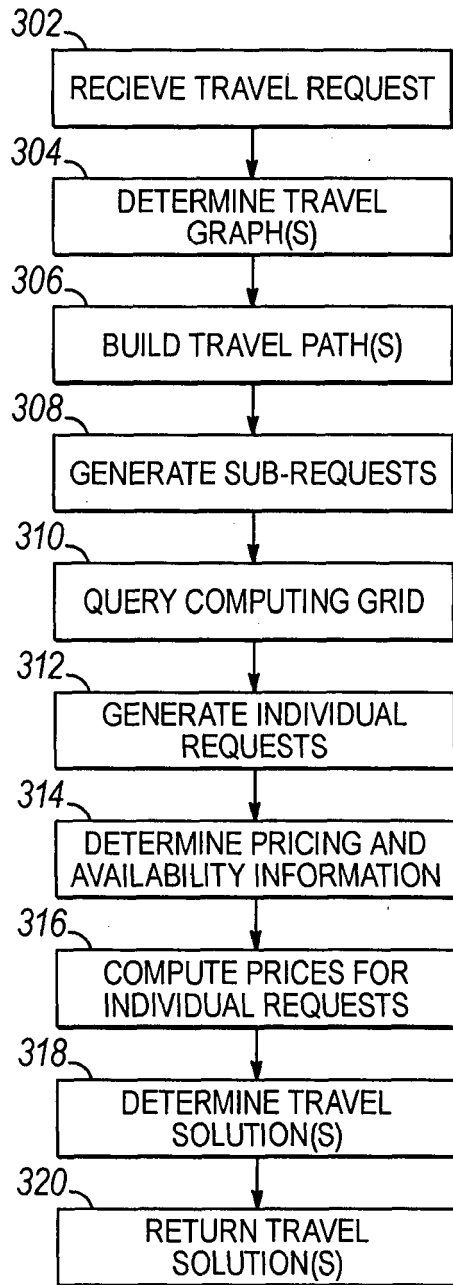 302
RECIEVE TRAVEL REQUEST
304
DETERMINE TRAVEL
GRAPH(S)
306
BUILD TRAVEL PATH(S)
308
GENERATE SUB-REQUESTS
310
QUERY COMPUTING GRID
312
GENERATE INDIVIDUAL
REQUESTS
314
DETERMINE PRICING AND
AVAILABILITY INFORMATION
316
COMPUTE PRICES FOR
INDIVIDUAL REQUESTS
318
DETERMINE TRAVEL
SOLUTION(S)
320
RETURN TRAVEL
SOLUTION(S)